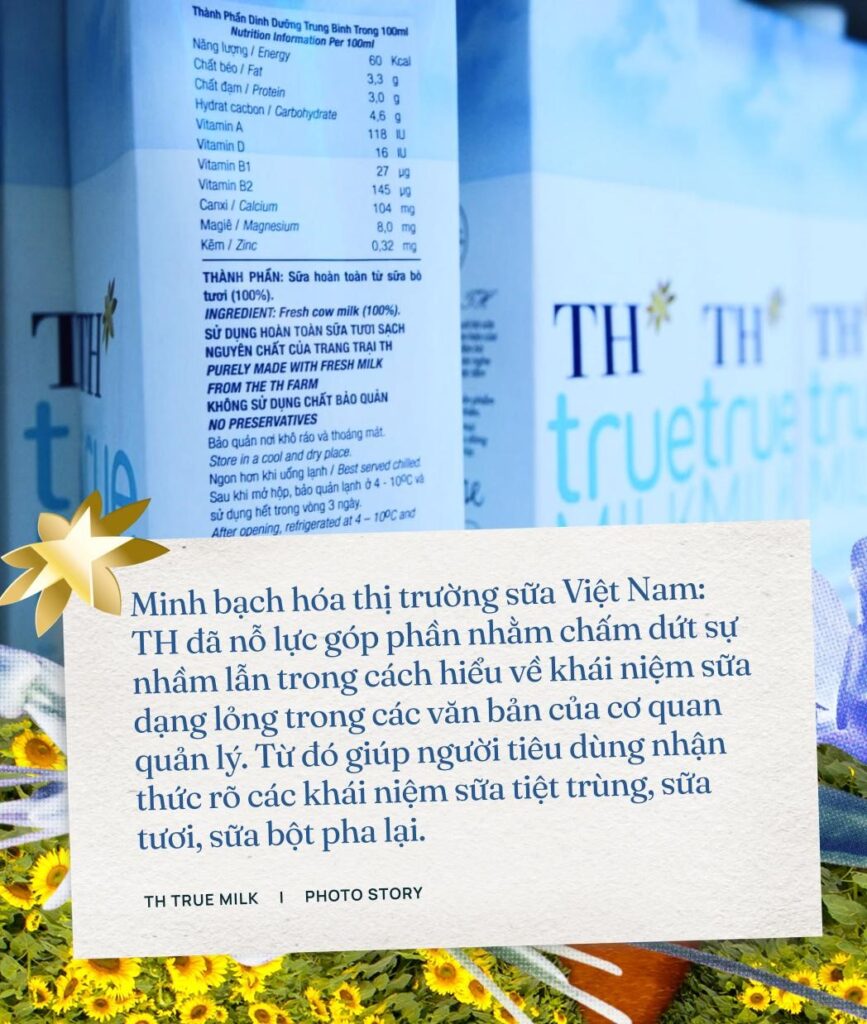 Thành Phần Dinh Dưỡng Trung Bình Trong 100ml
Nutrition Information Per 100ml
Năng lượng / Energy 60 Kcal
Chất béo / Fat 3,3 g
Chất đạm / Protein 3,0 g
Hydrat cacbon / Carbohydrate 4,6 g
Vitamin A 118 IU
Vitamin D 16 IU
Vitamin B1 27 µg
Vitamin B2 145 µg
Canxi / Calcium 104 mg
Magiê / Magnesium 8,0 mg
Kẽm / Zinc 0,32 mg
THÀNH PHẦN: Sữa hoàn toàn từ sữa bò
tươi (100%).
INGREDIENT: Fresh cow milk (100%).
SỬ DỤNG HOÀN TOÀN SỮA TƯƠI SẠCH
NGUYÊN CHẤT CỦA TRANG TRẠI TH
PURELY MADE WITH FRESH MILK
FROM THE TH FARM
KHÔNG SỬ DỤNG CHẤT BẢO QUẢN
NO PRESERVATIVES
Bảo quản nơi khô ráo và thoáng mát.
Store in a cool and dry place.
Ngon hơn khi uống lạnh / Best served chilled.
Sau khi mở hộp, bảo quản lạnh ở 4 - 10ºC và
sử dụng hết trong vòng 3 ngày.
After opening, refrigerated at 4 – 10ºC and
TH
true
TH
true
MILK
TH
true
TH
tru
Minh bạch hóa thị trường sữa Việt Nam:
TH đã nỗ lực góp phần nhằm chấm dứt sự
nhầm lẫn trong cách hiểu về khái niệm sữa
dạng lỏng trong các văn bản của cơ quan
quản lý. Từ đó giúp người tiêu dùng nhận
thức rõ các khái niệm sữa tiệt trùng, sữa
tươi, sữa bột pha lại.
TH TRUE MILK | PHOTO STORY